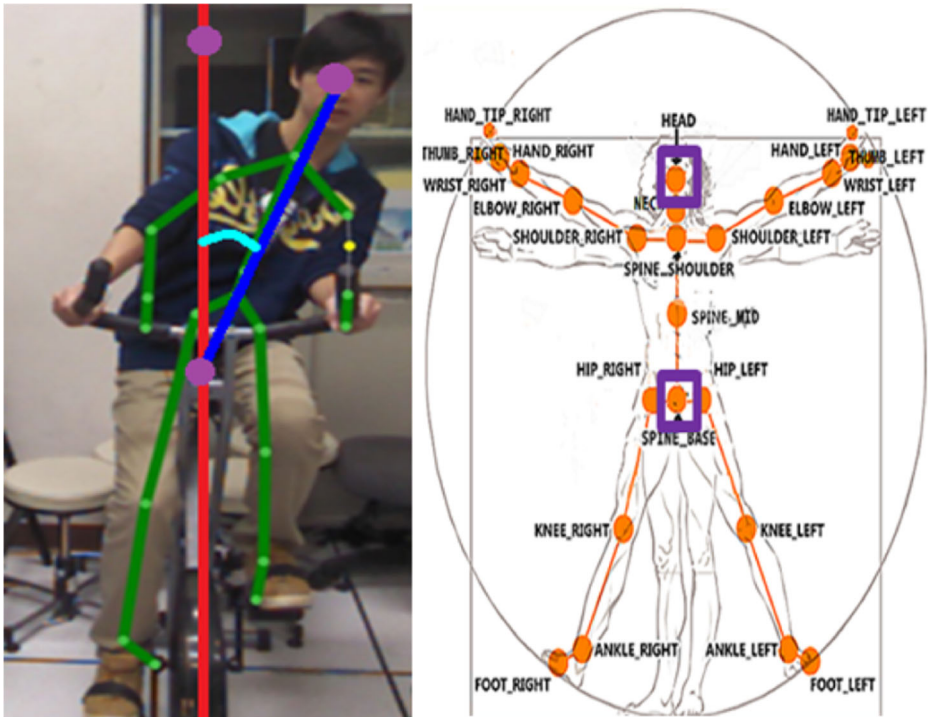 HEAD
HAND_TIP_RIGHT
HAND_TIP_LEFT
THUMB_RIGHT
HAND_RIGHT
HAND_LEFT
THUMB_LEFT
WRIST_RIGHT
WRIST_LEFT
ELBOW_RIGHT
NEC
ELBOW_LEFT
SHOULDER_RIGHT
SHOULDER_LEFT
SPINE_SHOULDER
SPINE_MID
HIP_RIGHT
HIP_LEFT
SPINE_BASE
KNEE_RIGHT
KNEE_LEFT
ANKLE_RIGHT
ANKLE_LEFT
FOOT_RIGHT
FOOT_LEFT